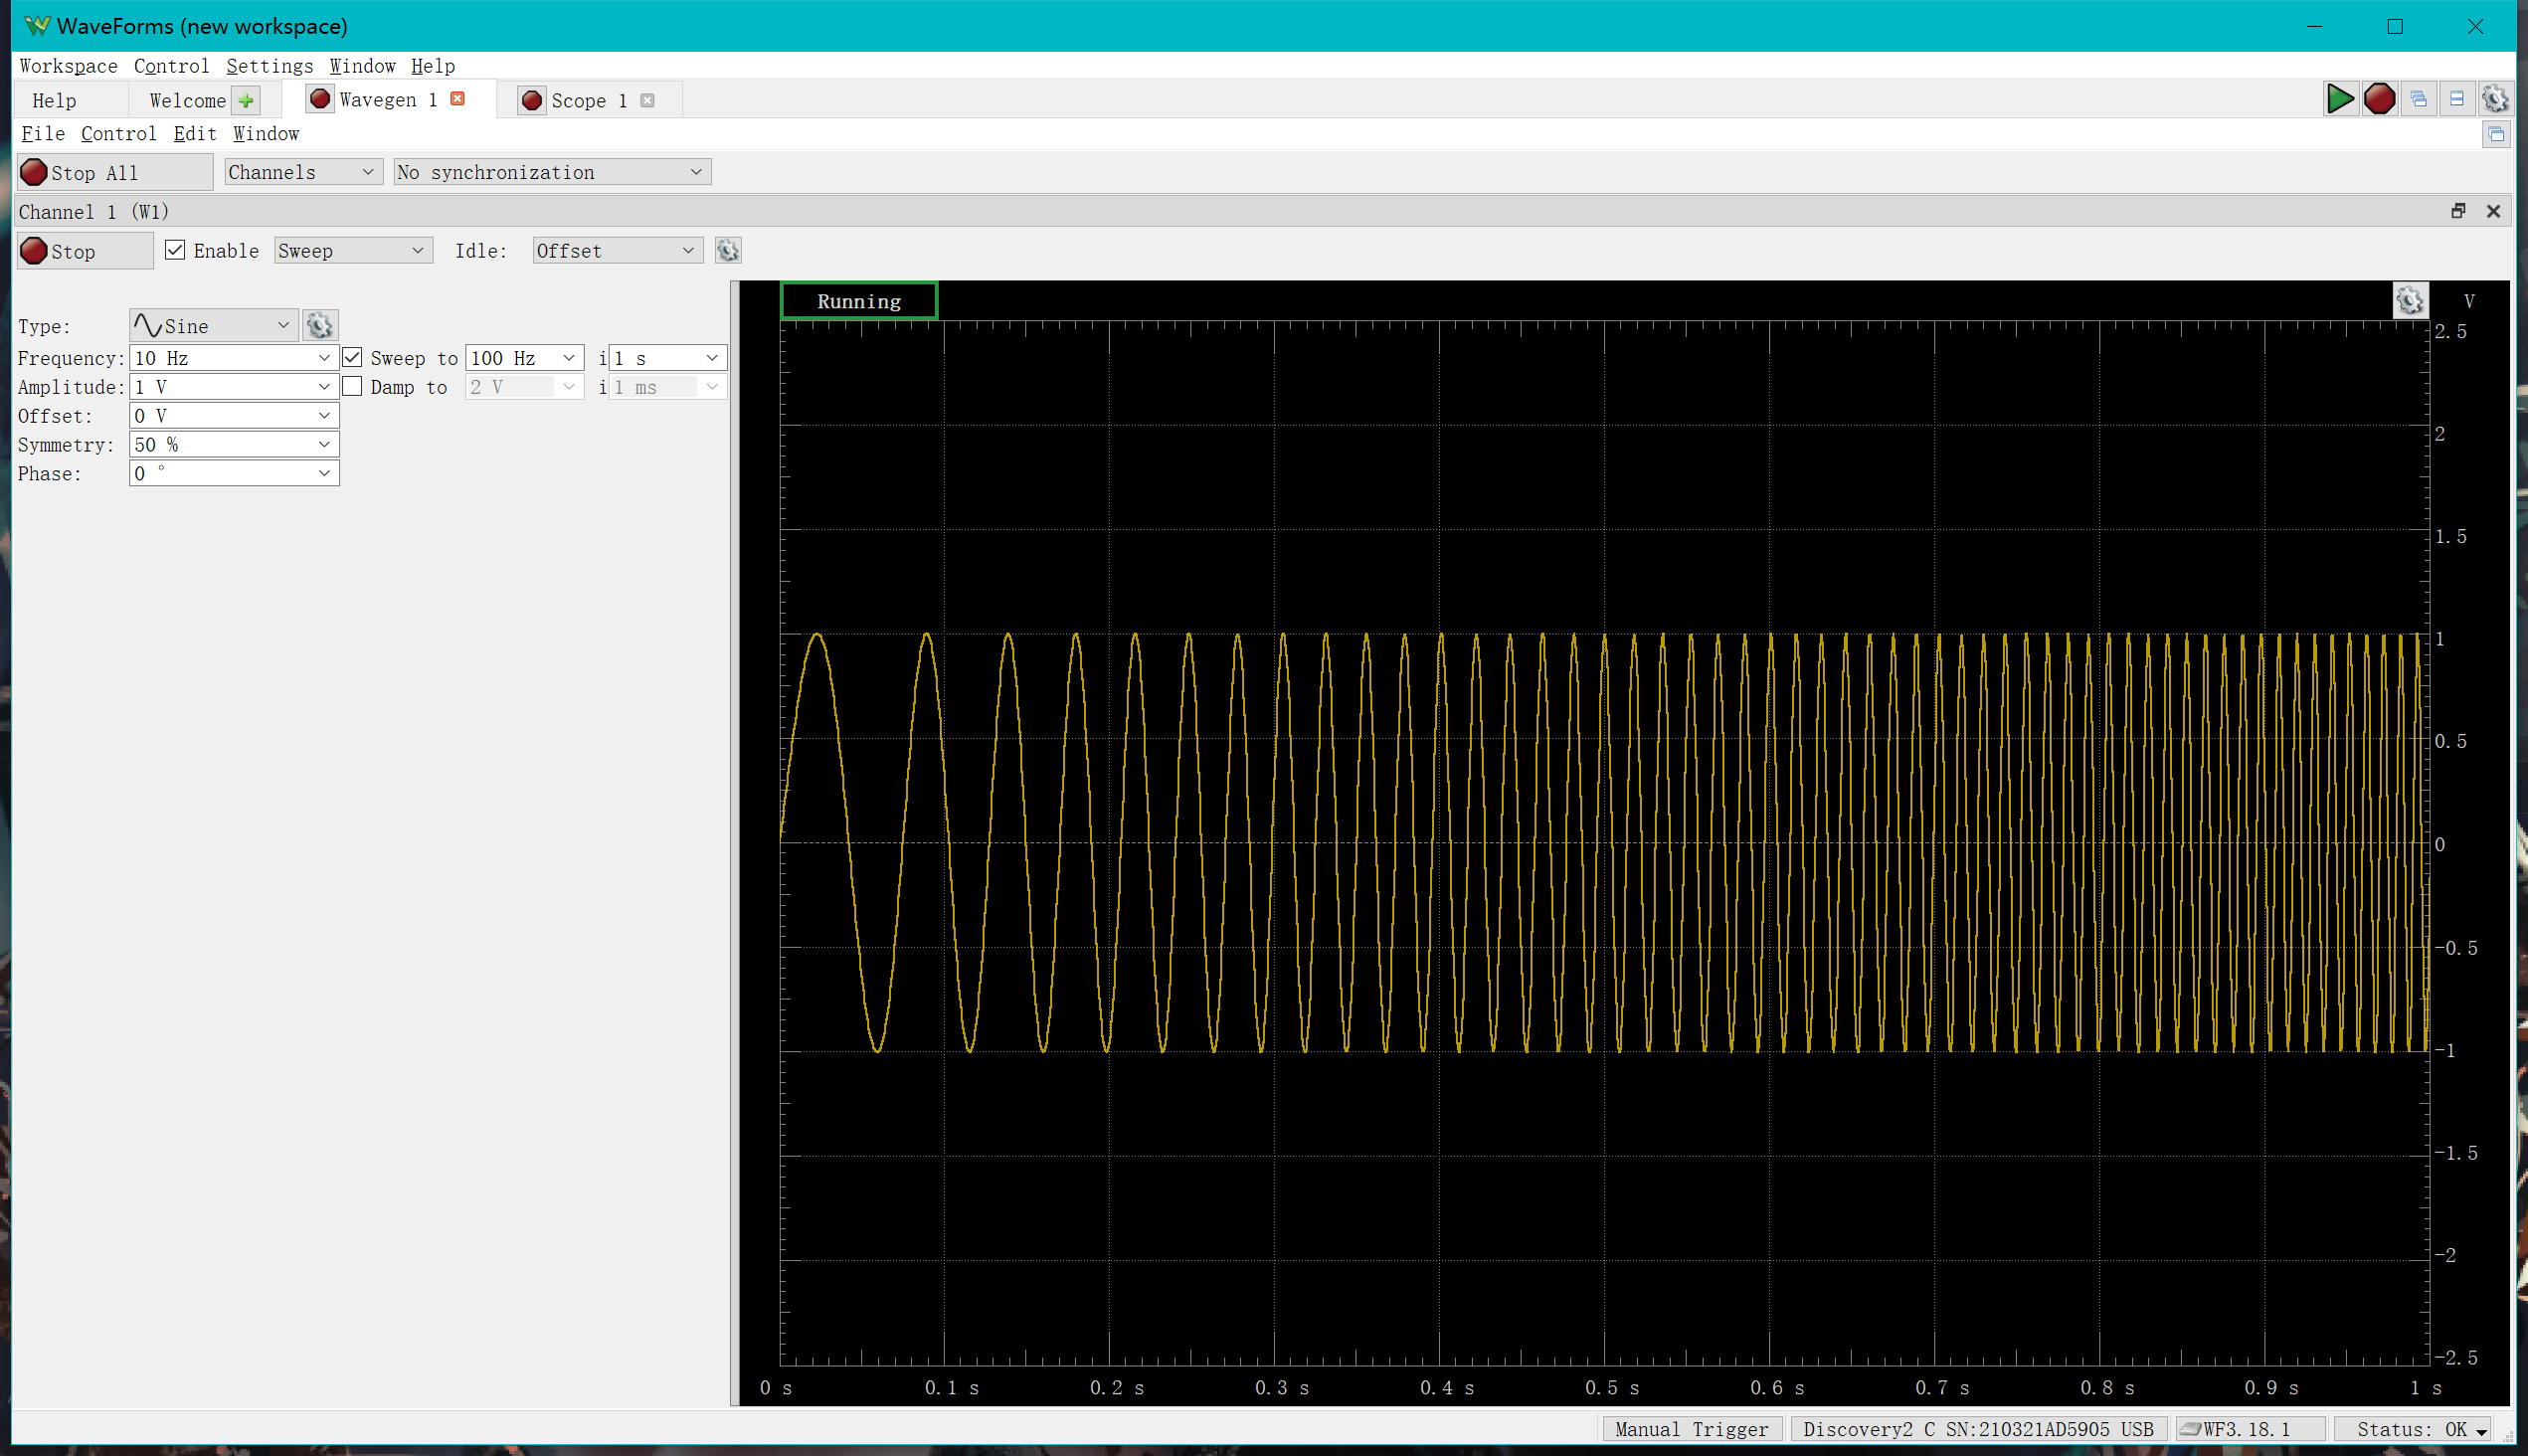 WaveForms (new workspace)
Workspace Control Settings Window Help
Help Welcome Wavegen 1 Scope 1
File Control Edit Window
Stop All Channels No synchronization
Channel 1 (W1)
Stop Enable Sweep Idle: Offset
Running V
Type: Sine
Frequency: 10 Hz Sweep to 100 Hz i 1 s
Amplitude: 1 V Damp to 2 V i 1 ms
Offset: 0 V
Symmetry: 50 %
Phase: 0 °
2.5
2
1.5
1
0.5
0
-0.5
-1
-1.5
-2
-2.5
0 s 0.1 s 0.2 s 0.3 s 0.4 s 0.5 s 0.6 s 0.7 s 0.8 s 0.9 s 1 s
Manual Trigger Discovery2 C SN:210321AD5905 USB WF3.18.1 Status: OK